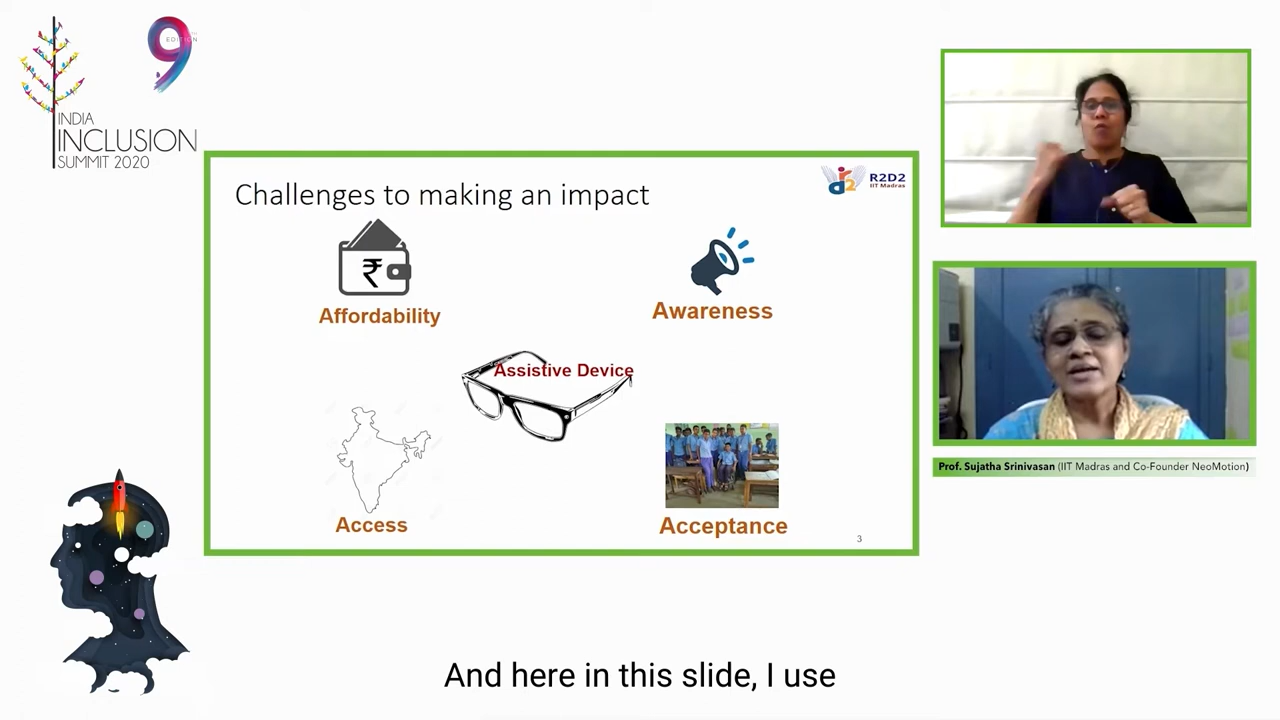 9
EDITION
INDIA
INCLUSION
SUMMIT 2020
Challenges to making an impact
R2D2
IIT Madras
₹
Affordability
Awareness
Assistive Device
Access
Acceptance
3
Prof. Sujatha Srinivasan (IIT Madras and Co-Founder NeoMotion)
And here in this slide, I use